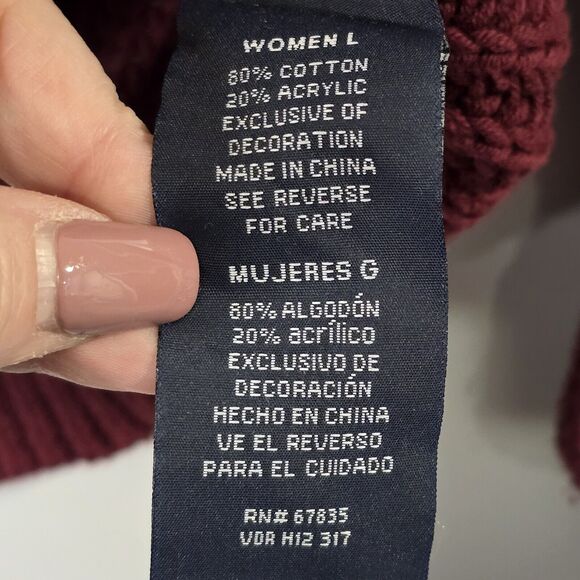 WOMEN L
80% COTTON
20% ACRYLIC
EXCLUSIVE OF
DECORATION
MADE IN CHINA
SEE REVERSE
FOR CARE
MUJERES G
80% ALGODÓN
20% acrílico
EXCLUSIVO DE
DECORACIÓN
HECHO EN CHINA
VE EL REVERSO
PARA EL CUIDADO
RN# 67835
VDR H12 317